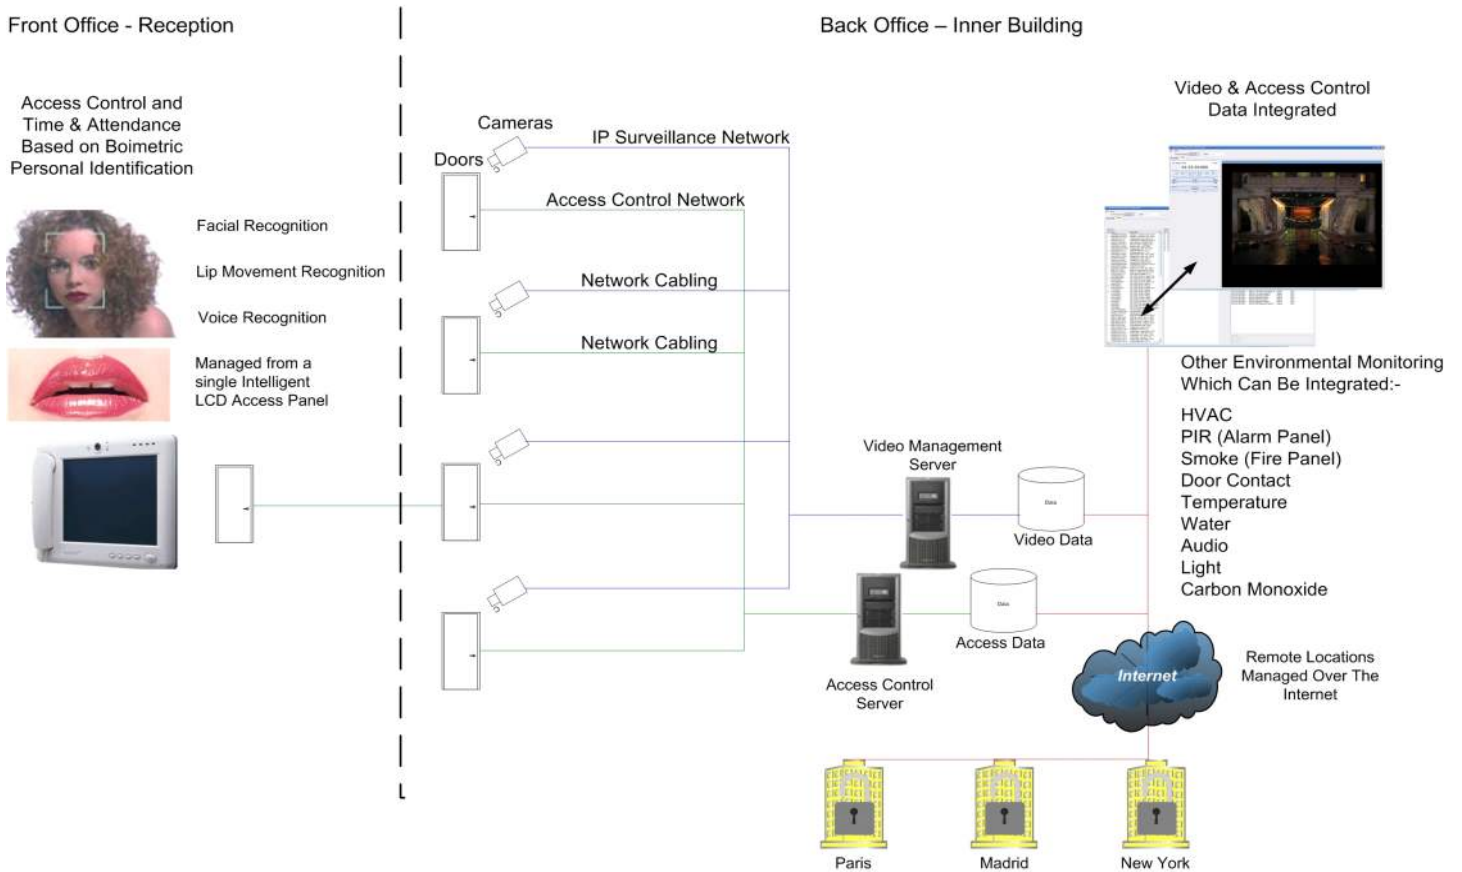 Front Office - Reception
Back Office – Inner Building
Access Control and
Time & Attendance
Based on Boimetric
Personal Identification
Facial Recognition
Lip Movement Recognition
Voice Recognition
Managed from a
single Intelligent
LCD Access Panel
Cameras
Doors
IP Surveillance Network
Access Control Network
Network Cabling
Network Cabling
Video & Access Control
Data Integrated
Other Environmental Monitoring
Which Can Be Integrated:-
HVAC
PIR (Alarm Panel)
Smoke (Fire Panel)
Door Contact
Temperature
Water
Audio
Light
Carbon Monoxide
Video Management
Server
Data
Video Data
Data
Access Data
Access Control
Server
Internet
Remote Locations
Managed Over The
Internet
Paris
Madrid
New York